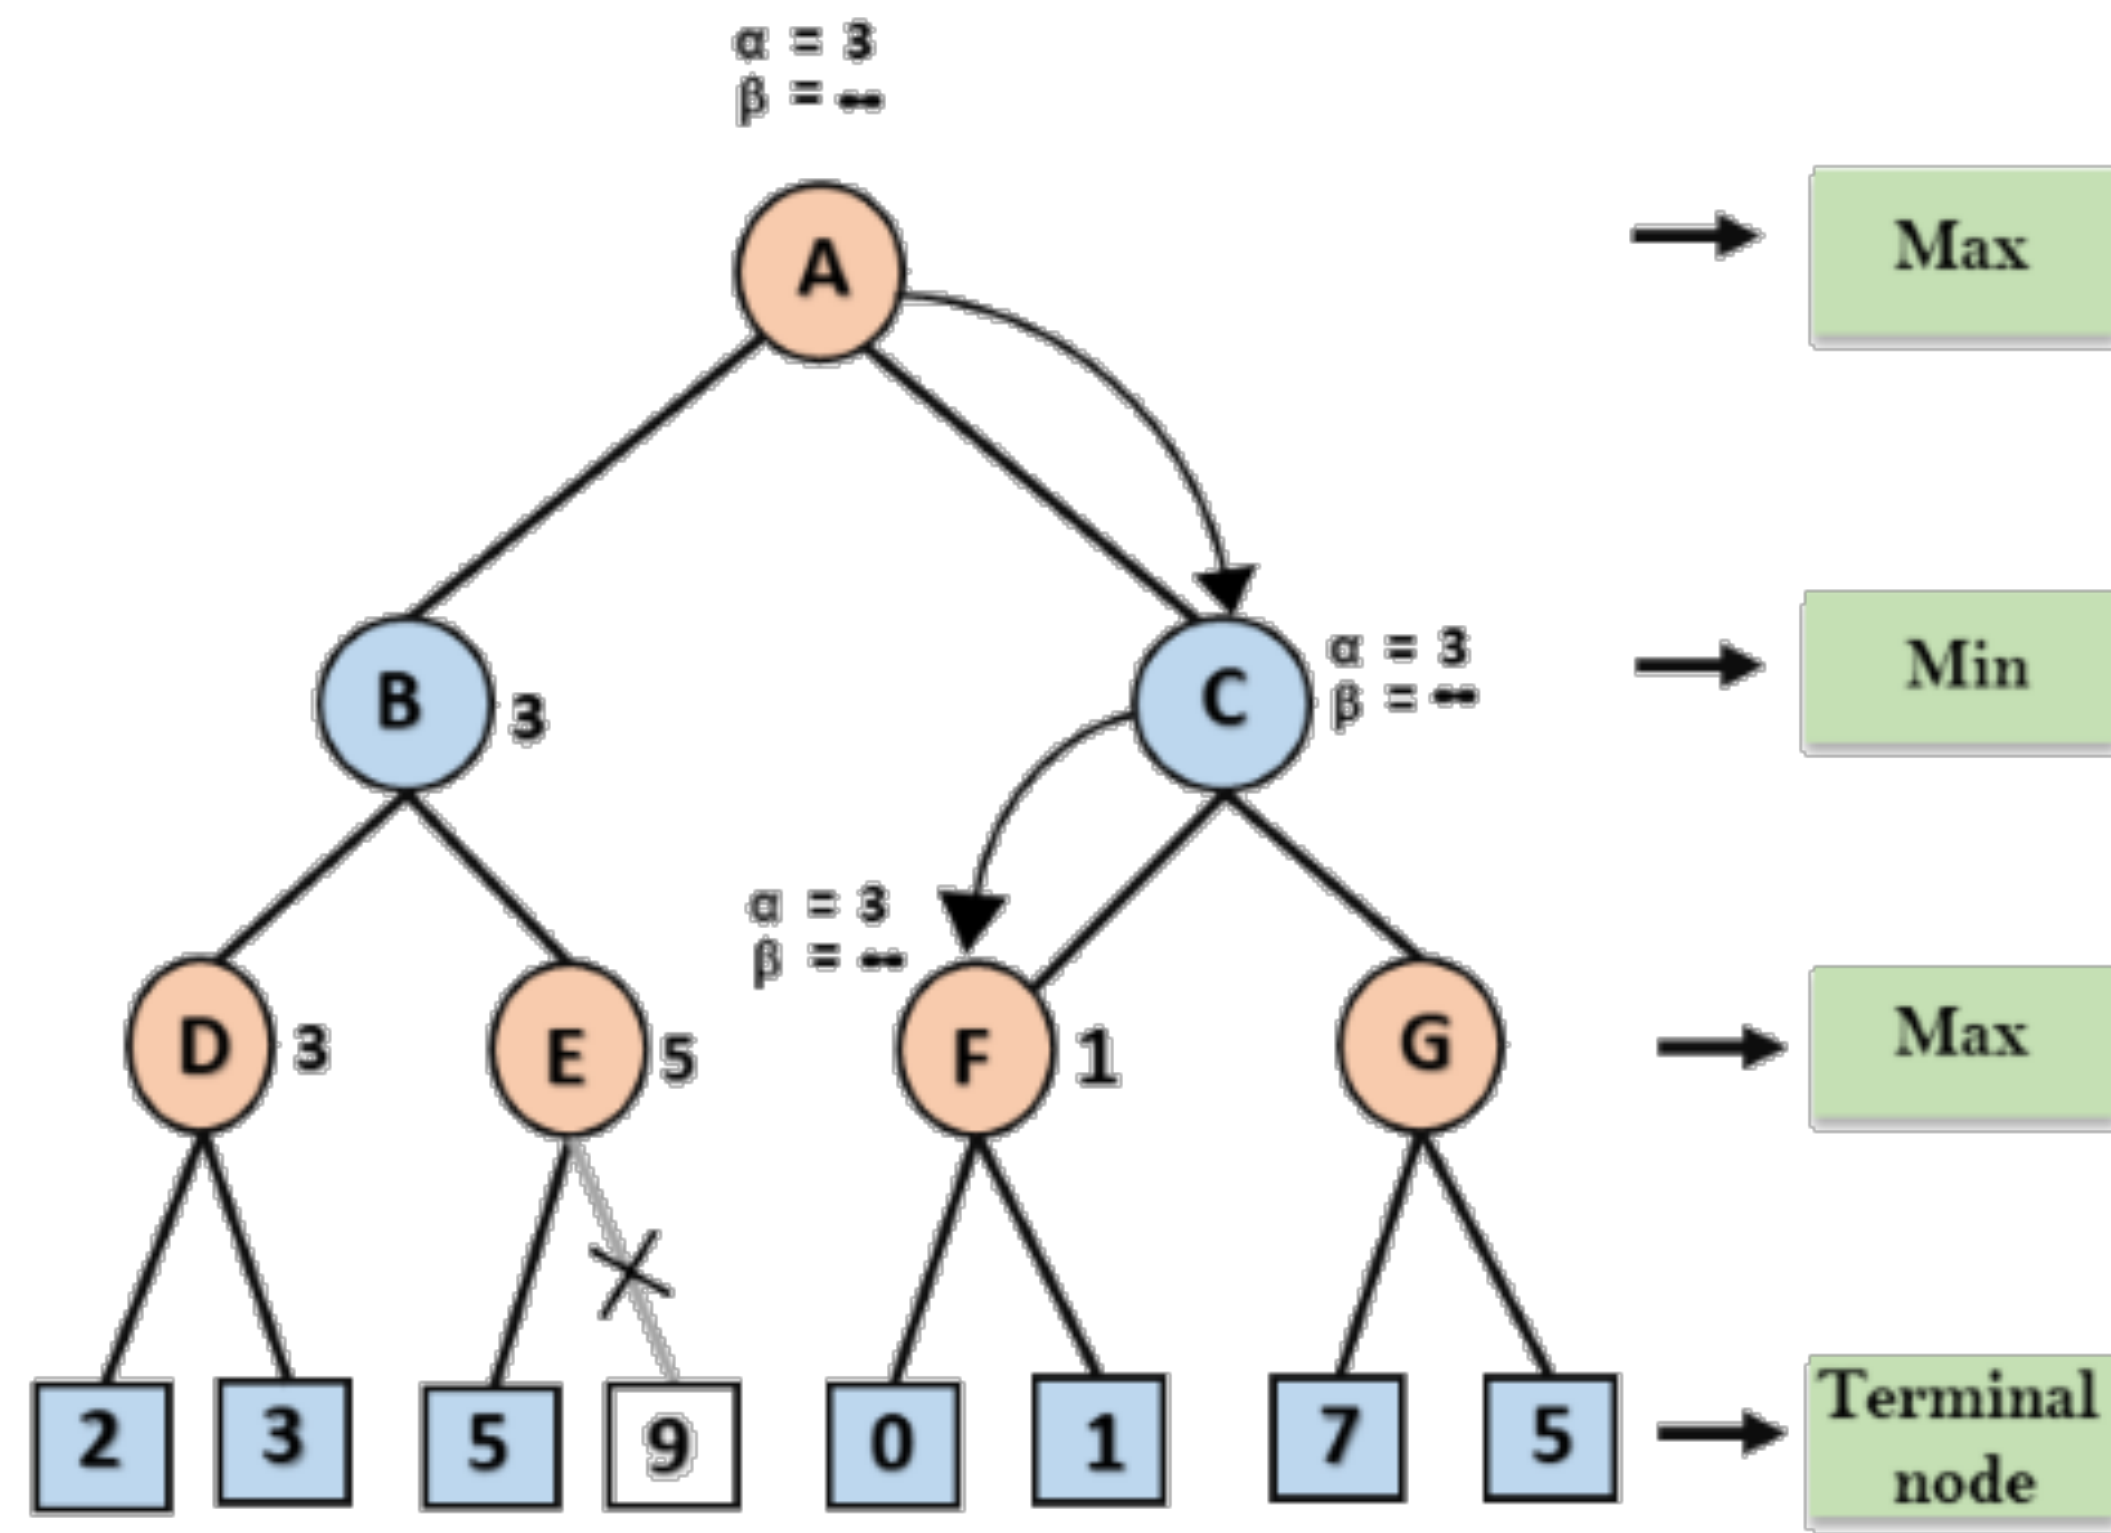 α = 3
β = ∞
A
Max
B
3
C
α = 3
β = ∞
Min
α = 3
β = ∞
D
3
E
5
F
1
G
Max
2
3
5
9
0
1
7
5
Terminal
node